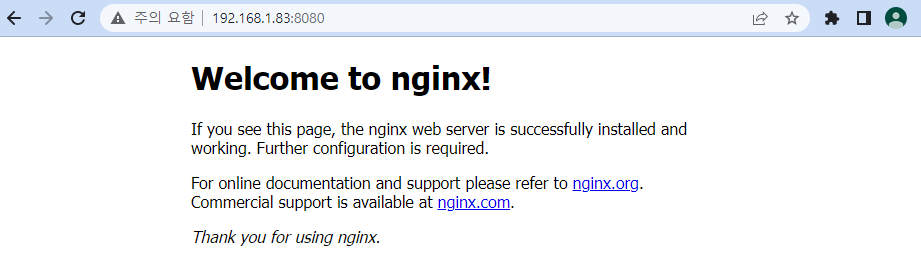 주의 요함 192.168.1.83:8080
Welcome to nginx!
If you see this page, the nginx web server is successfully installed and
working. Further configuration is required.
For online documentation and support please refer to nginx.org.
Commercial support is available at nginx.com.
Thank you for using nginx.